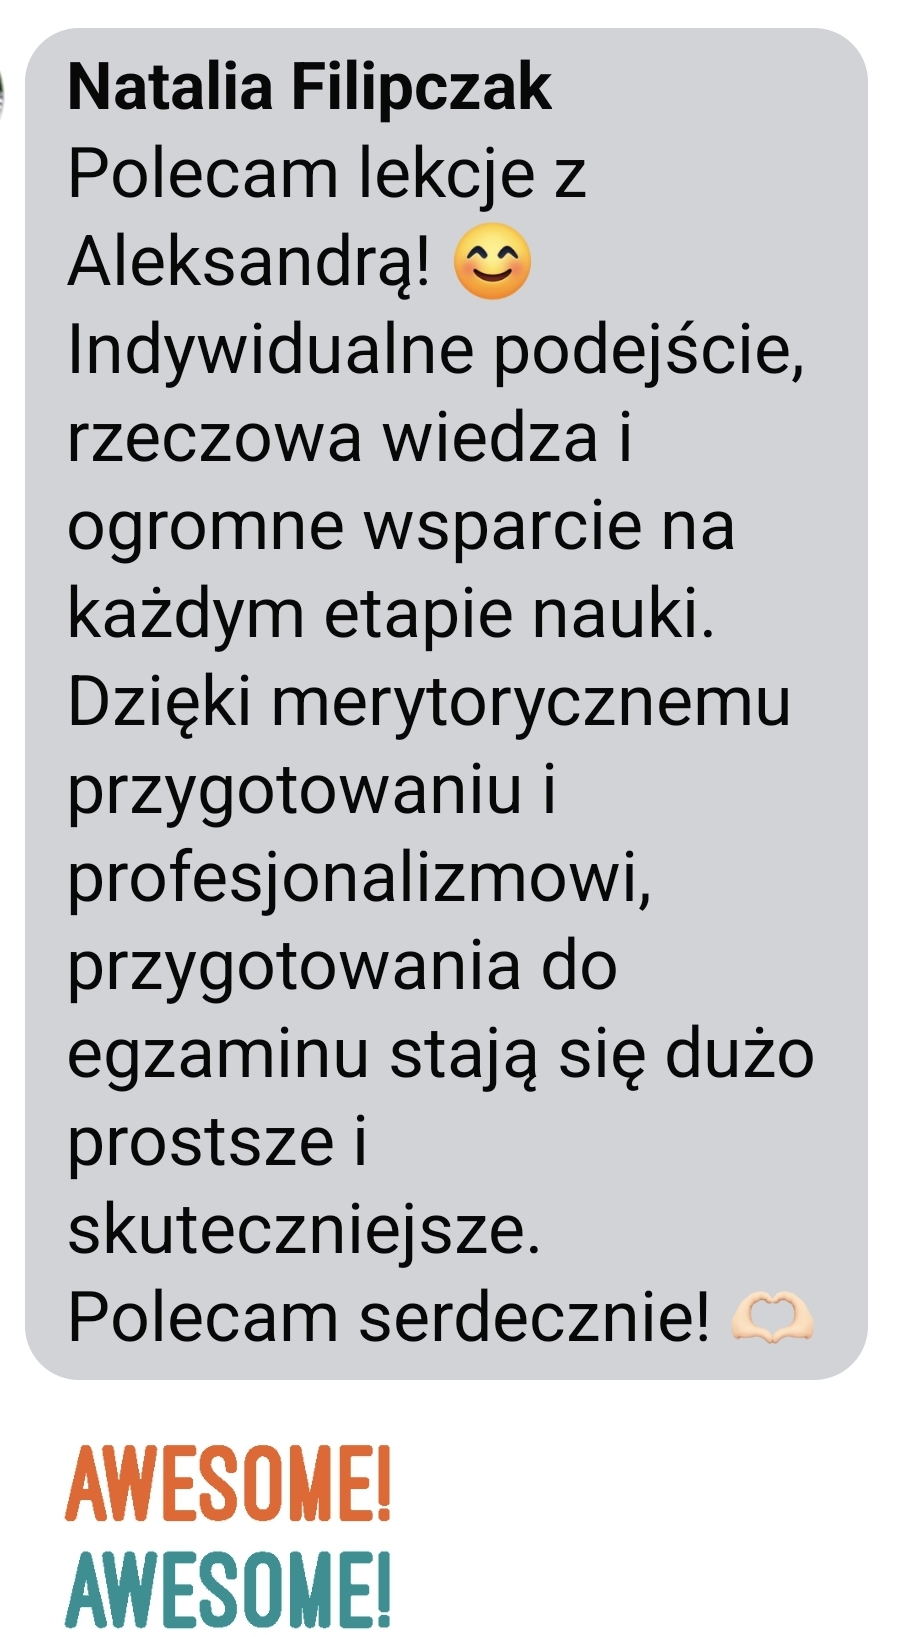 Natalia Filipczak
Polecam lekcje z
Aleksandrą! 😊
Indywidualne podejście,
rzeczowa wiedza i
ogromne wsparcie na
każdym etapie nauki.
Dzięki merytorycznemu
przygotowaniu i
profesjonalizmowi,
przygotowania do
egzaminu stają się dużo
prostsze i
skuteczniejsze.
Polecam serdecznie! 🫶🏻
AWESOME!
AWESOME!